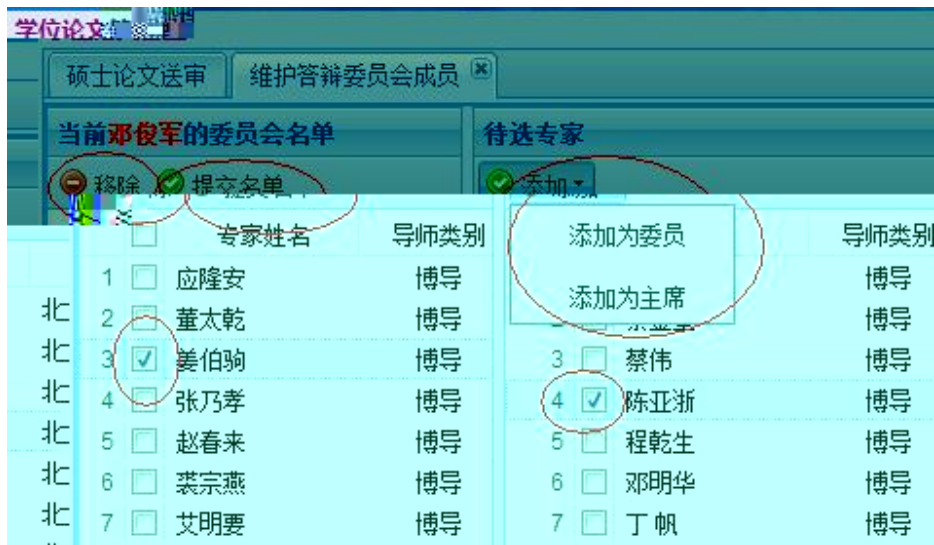 学位论文
硕士论文送审 维护答辩委员会成员
当前邓俊军的委员会名单 待选专家
移除 提交名单 添加
专家姓名 导师类别 添加为委员 导师类别
1 应隆安 博导 博导
添加为主席
北 2 董太乾 博导 博导
北 3 姜伯驹 博导 3 蔡伟 博导
北 4 张乃孝 博导 4 陈亚浙 博导
北 5 赵春来 博导 5 程乾生 博导
北 6 裘宗燕 博导 6 邓明华 博导
北 7 艾明要 博导 7 丁帆 博导